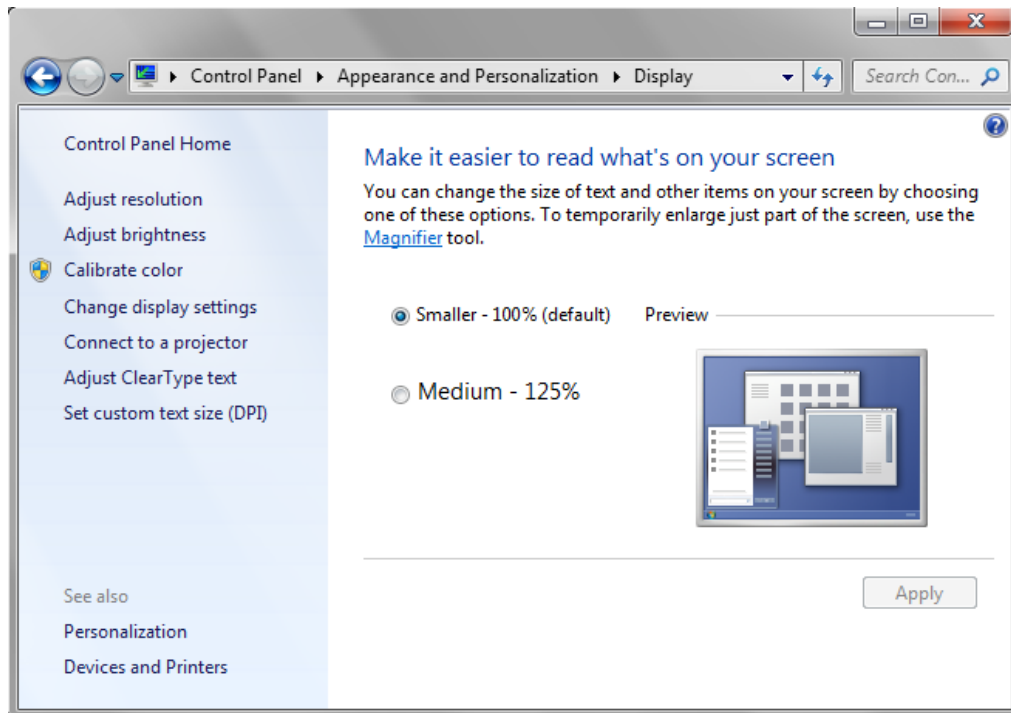 Control Panel Appearance and Personalization Display Search Con...
Control Panel Home
Adjust resolution
Adjust brightness
Calibrate color
Change display settings
Connect to a projector
Adjust ClearType text
Set custom text size (DPI)
See also
Personalization
Devices and Printers
Make it easier to read what's on your screen
You can change the size of text and other items on your screen by choosing
one of these options. To temporarily enlarge just part of the screen, use the
Magnifier tool.
Smaller - 100% (default) Preview
Medium - 125%
Apply